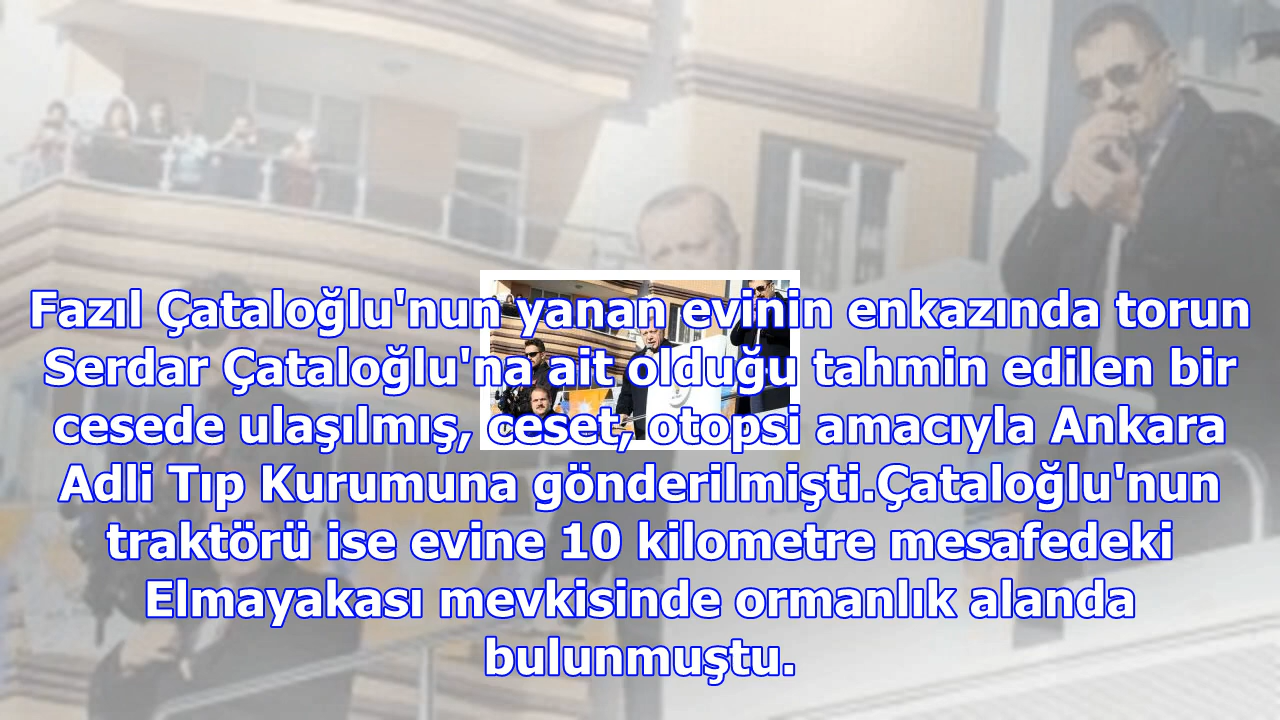 Fazıl Çataloğlu'nun yanan evinin enkazında torun
Serdar Çataloğlu'na ait olduğu tahmin edilen bir
cesede ulaşılmış, ceset, otopsi amacıyla Ankara
Adli Tıp Kurumuna gönderilmişti.Çataloğlu'nun
traktörü ise evine 10 kilometre mesafedeki
Elmayakası mevkisinde ormanlık alanda
bulunmuştu.